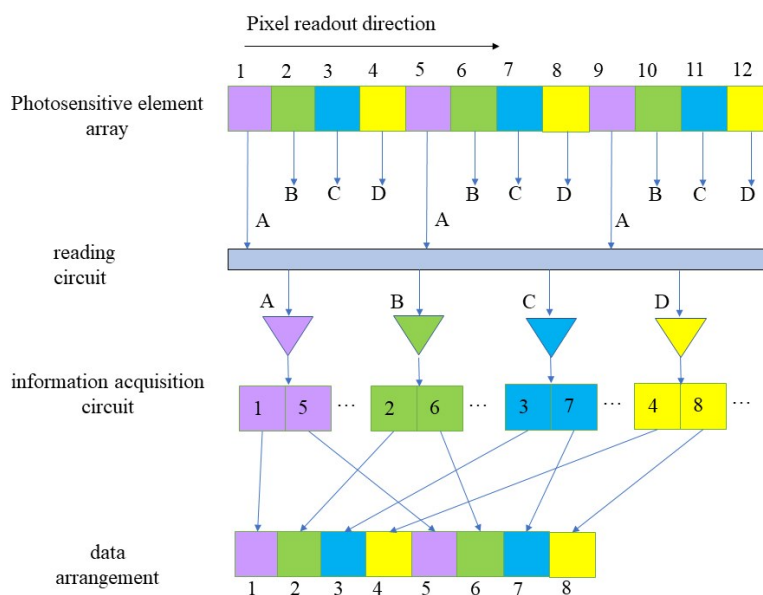 Pixel readout direction
1 2 3 4 5 6 7 8 9 10 11 12
Photosensitive element
array
B C D B C D B C D
A A A
reading
circuit
A B C D
information acquisition
circuit
1 5 ... 2 6 ... 3 7 ... 4 8 ...
data
arrangement
1 2 3 4 5 6 7 8